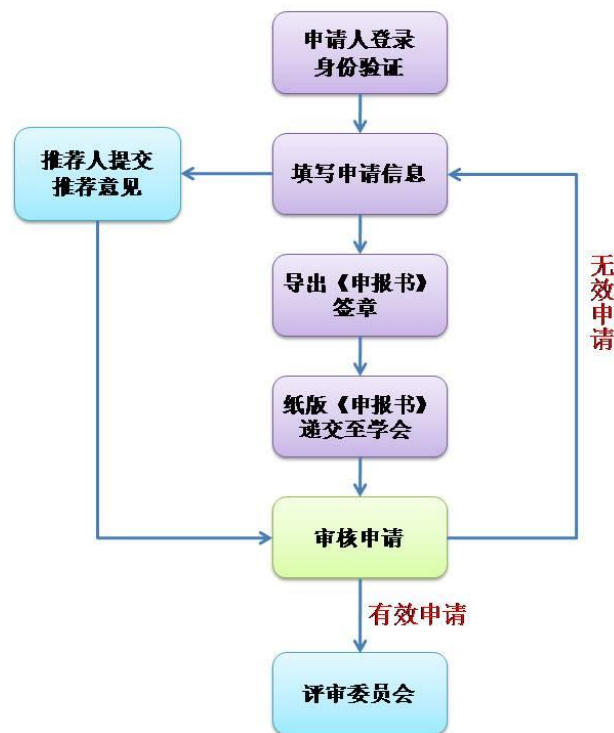 申请人登录
身份验证
推荐人提交
推荐意见
填写申请信息
导出《申报书》
签章
无效申请
纸版《申报书》
递交至学会
审核申请
有效申请
评审委员会